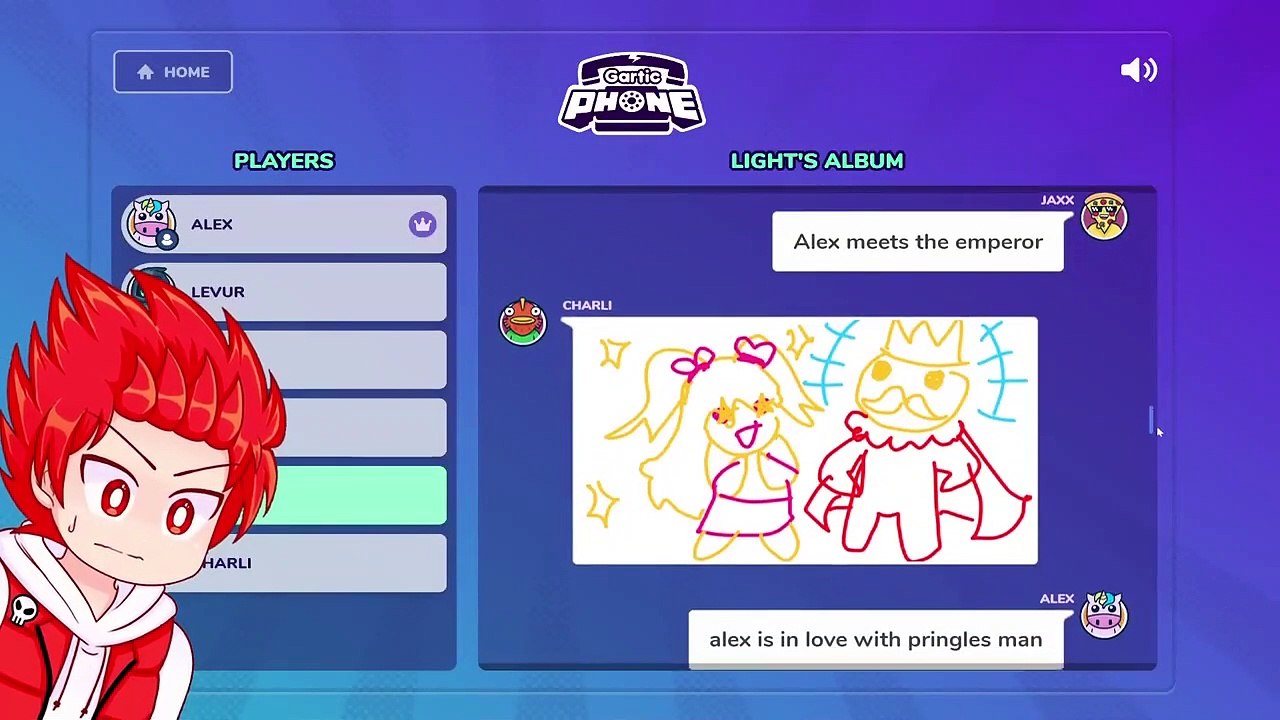 HOME
Gartic
PHONE
PLAYERS
LIGHT'S ALBUM
ALEX
LEVUR
HARLI
JAXX
Alex meets the emperor
CHARLI
ALEX
alex is in love with pringles man